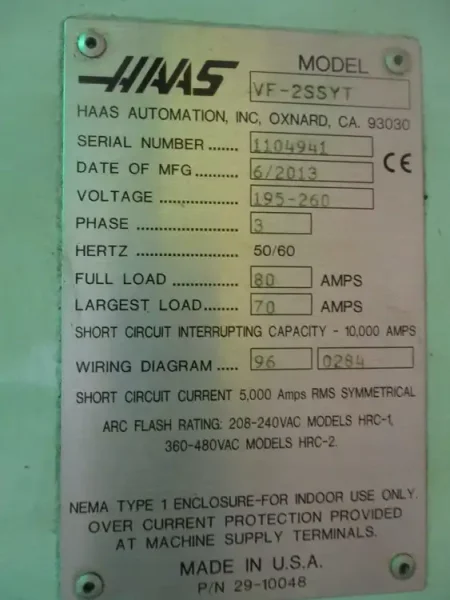 HAAS
MODEL VF-2SSYT
HAAS AUTOMATION, INC, OXNARD, CA. 93030
SERIAL NUMBER ...... 1104941
DATE OF MFG .......... 6/2013
CE
VOLTAGE ................. 195-260
PHASE ..................... 3
HERTZ ..................... 50/60
FULL LOAD .............. 80 AMPS
LARGEST LOAD....... 70 AMPS
SHORT CIRCUIT INTERRUPTING CAPACITY - 10,000 AMPS
WIRING DIAGRAM ..... 96 0284
SHORT CIRCUIT CURRENT 5,000 Amps RMS SYMMETRICAL
ARC FLASH RATING: 208-240VAC MODELS HRC-1,
360-480VAC MODELS HRC-2.
NEMA TYPE 1 ENCLOSURE-FOR INDOOR USE ONLY.
OVER CURRENT PROTECTION PROVIDED
AT MACHINE SUPPLY TERMINALS.
MADE IN U.S.A.
P/N 29-10048